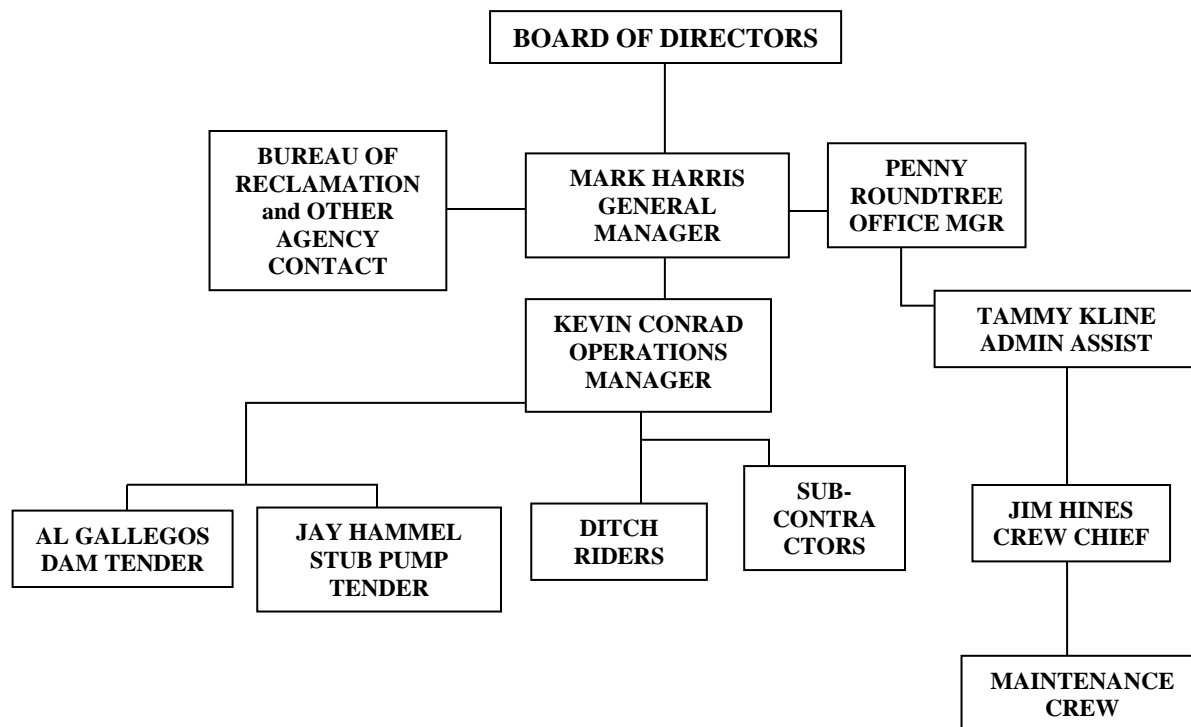 BOARD OF DIRECTORS
BUREAU OF
RECLAMATION
and OTHER
AGENCY
CONTACT
MARK HARRIS
GENERAL
MANAGER
PENNY
ROUNDTREE
OFFICE MGR
KEVIN CONRAD
OPERATIONS
MANAGER
TAMMY KLINE
ADMIN ASSIST
AL GALLEGOS
DAM TENDER
JAY HAMMEL
STUB PUMP
TENDER
DITCH
RIDERS
SUB-
CONTRA
CTORS
JIM HINES
CREW CHIEF
MAINTENANCE
CREW